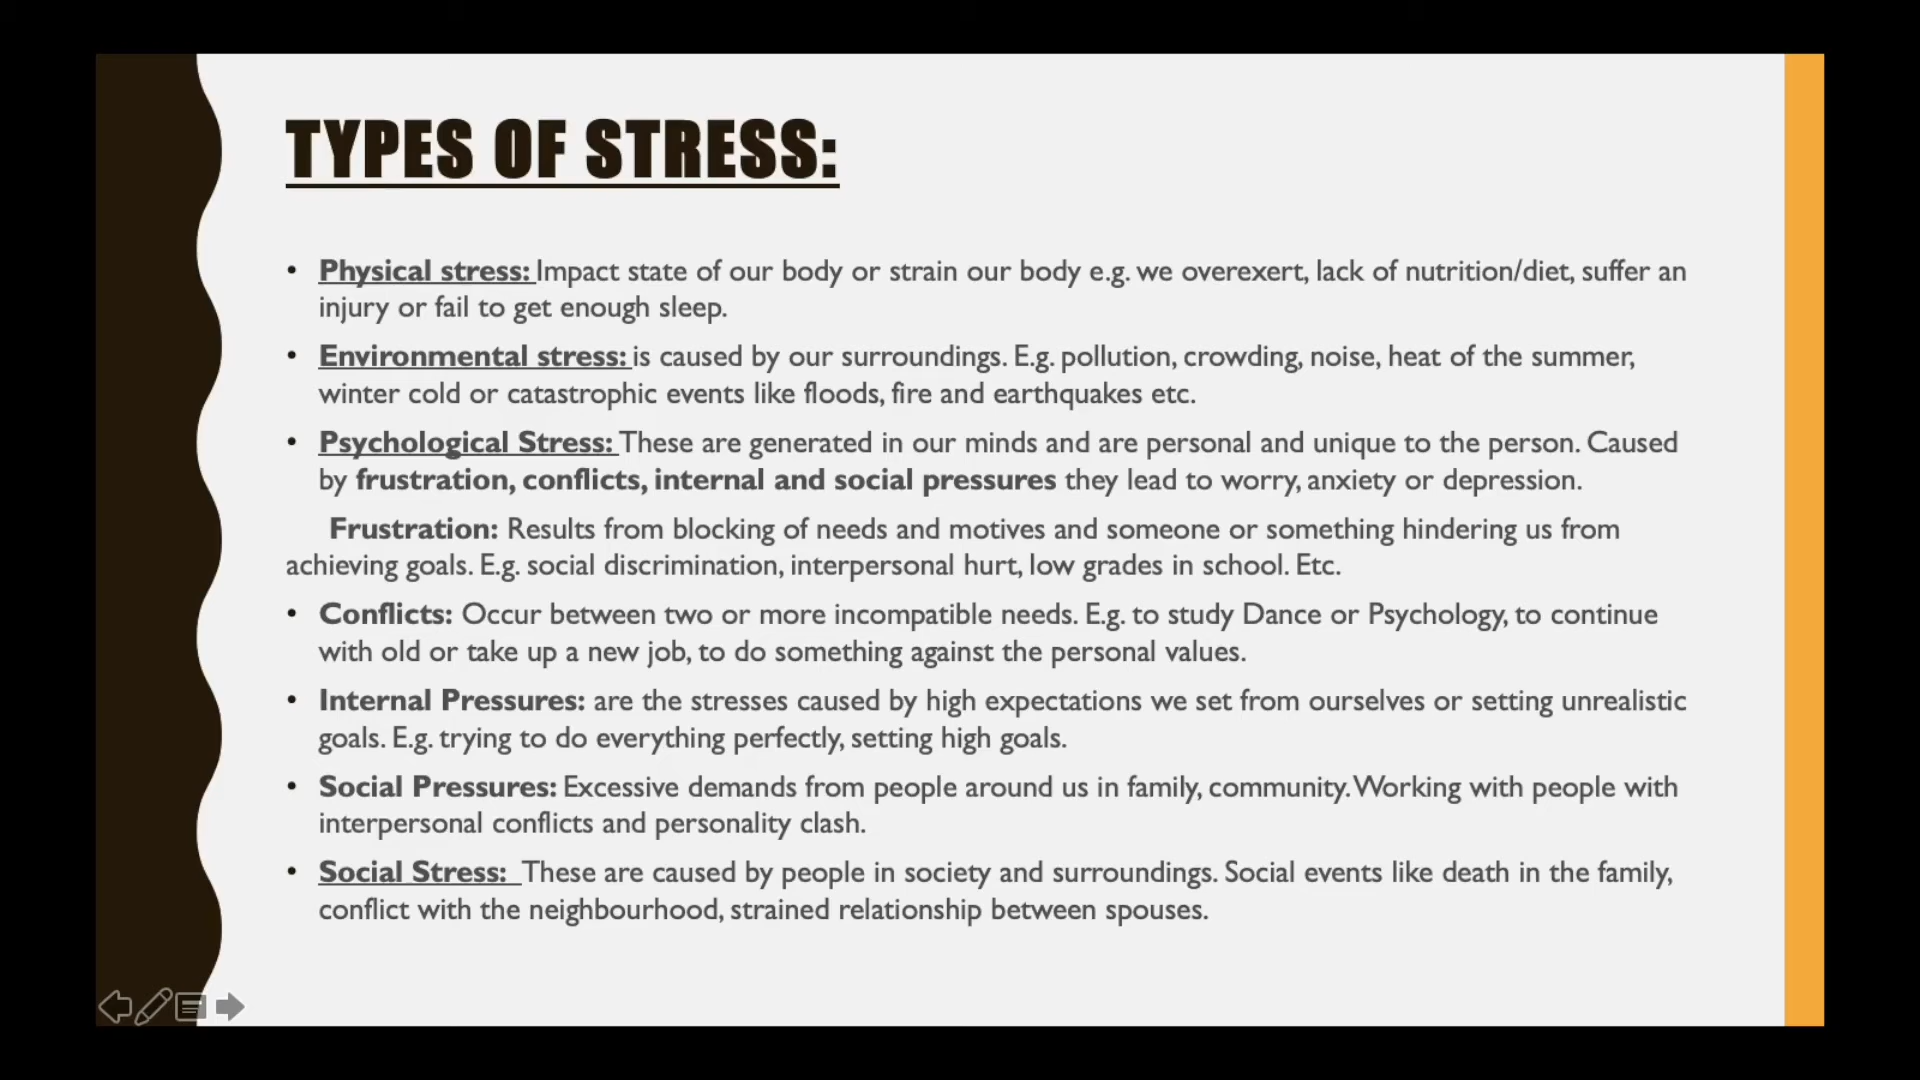 TYPES OF STRESS:
• Physical stress: Impact state of our body or strain our body e.g. we overexert, lack of nutrition/diet, suffer an
injury or fail to get enough sleep.
• Environmental stress: is caused by our surroundings. E.g. pollution, crowding, noise, heat of the summer,
winter cold or catastrophic events like floods, fire and earthquakes etc.
• Psychological Stress: These are generated in our minds and are personal and unique to the person. Caused
by frustration, conflicts, internal and social pressures they lead to worry, anxiety or depression.
Frustration: Results from blocking of needs and motives and someone or something hindering us from
achieving goals. E.g. social discrimination, interpersonal hurt, low grades in school. Etc.
• Conflicts: Occur between two or more incompatible needs. E.g. to study Dance or Psychology, to continue
with old or take up a new job, to do something against the personal values.
• Internal Pressures: are the stresses caused by high expectations we set from ourselves or setting unrealistic
goals. E.g. trying to do everything perfectly, setting high goals.
• Social Pressures: Excessive demands from people around us in family, community. Working with people with
interpersonal conflicts and personality clash.
• Social Stress: These are caused by people in society and surroundings. Social events like death in the family,
conflict with the neighbourhood, strained relationship between spouses.